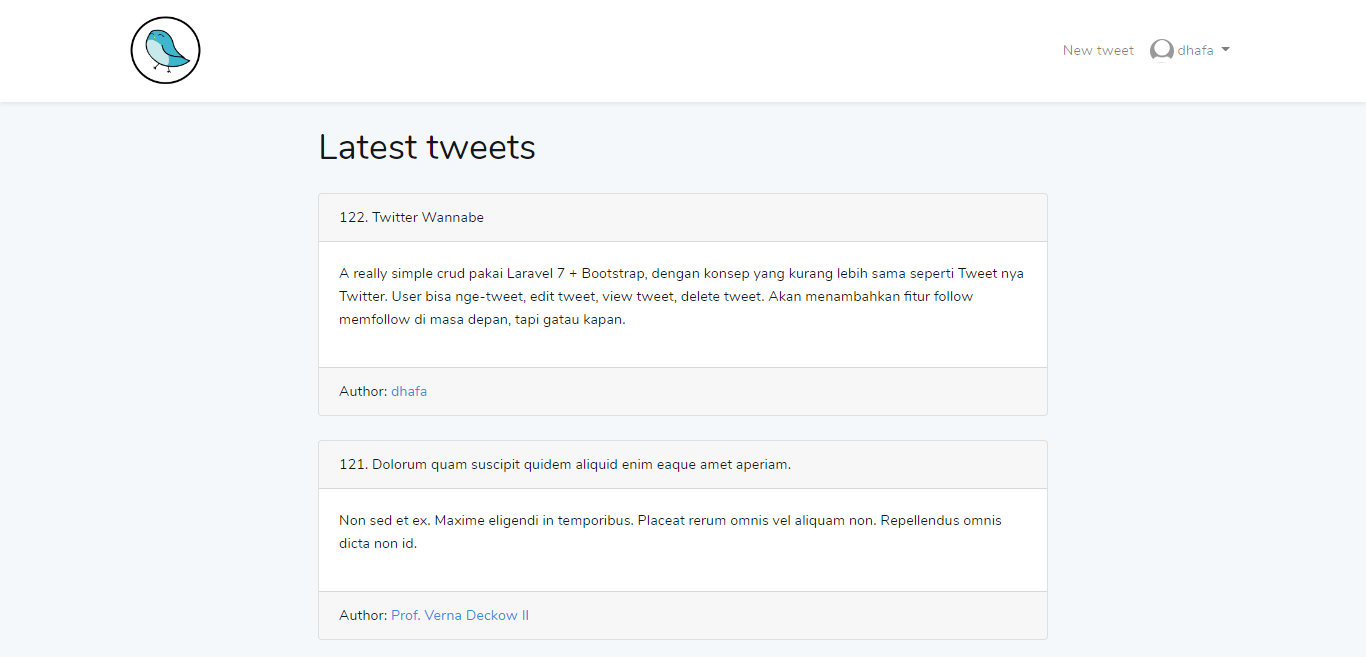 New tweet dhafa
Latest tweets
122. Twitter Wannabe
A really simple crud pakai Laravel 7 + Bootstrap, dengan konsep yang kurang lebih sama seperti Tweet nya
Twitter. User bisa nge-tweet, edit tweet, view tweet, delete tweet. Akan menambahkan fitur follow
memfollow di masa depan, tapi gatau kapan.
Author: dhafa
121. Dolorum quam suscipit quidem aliquid enim eaque amet aperiam.
Non sed et ex. Maxime eligendi in temporibus. Placeat rerum omnis vel aliquam non. Repellendus omnis
dicta non id.
Author: Prof. Verna Deckow II